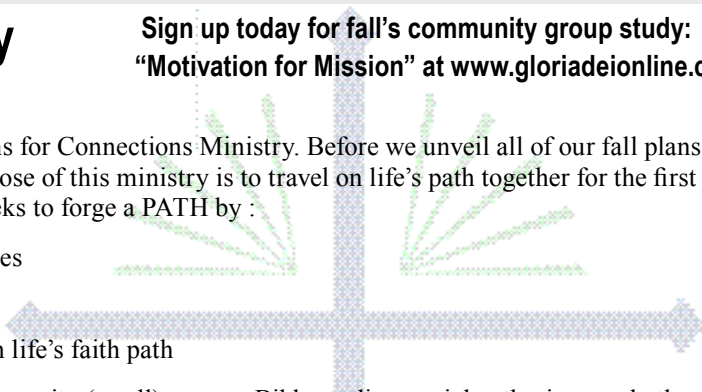 Sign up today for fall’s community group study:
y “Motivation for Mission” at www.gloriadeionline.c
ns for Connections Ministry. Before we unveil all of our fall plans
ose of this ministry is to travel on life’s path together for the first
eks to forge a PATH by :
es
n life’s faith path